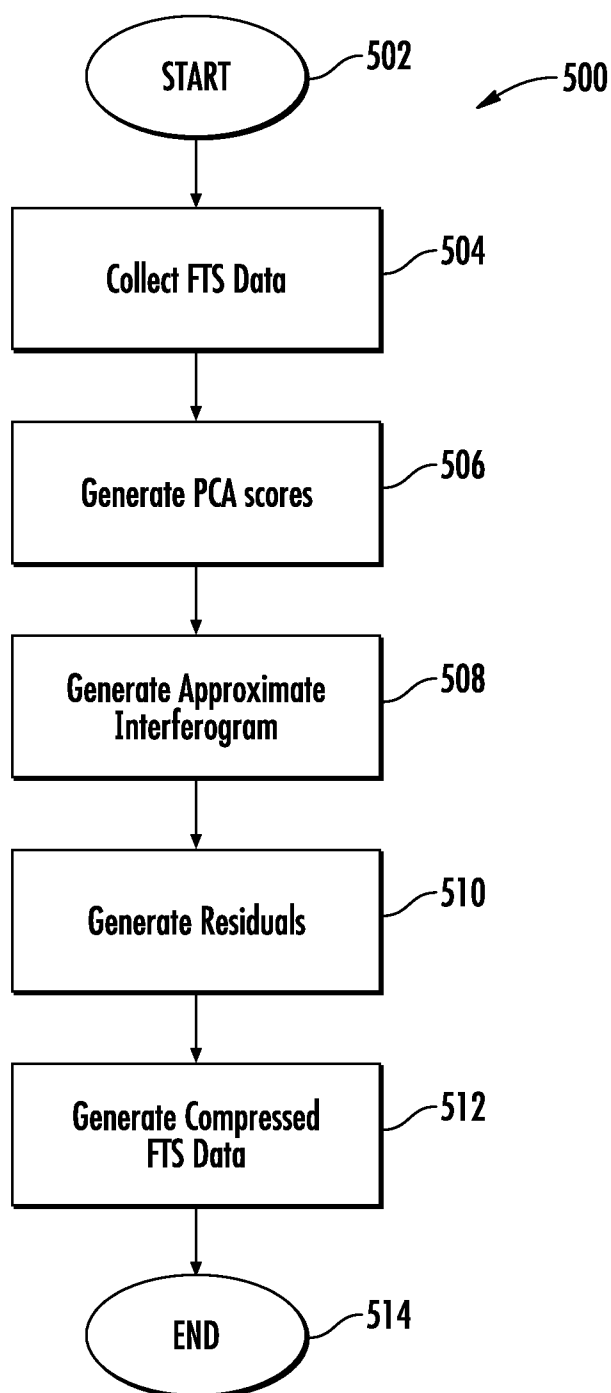 START
502
500
Collect FTS Data
504
Generate PCA scores
506
Generate Approximate
Interferogram
508
Generate Residuals
510
Generate Compressed
FTS Data
512
END
514